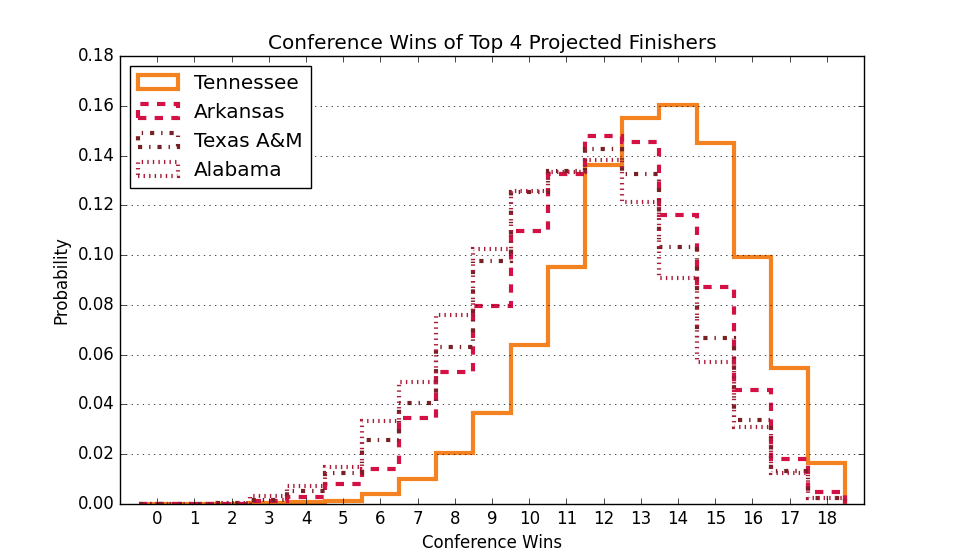 Conference Wins of Top 4 Projected Finishers
0.18
0.16
0.14
0.12
0.10
0.08
0.06
0.04
0.02
0.00
Probability
Tennessee
Arkansas
Texas A&M
Alabama
0 1 2 3 4 5 6 7 8 9 10 11 12 13 14 15 16 17 18
Conference Wins